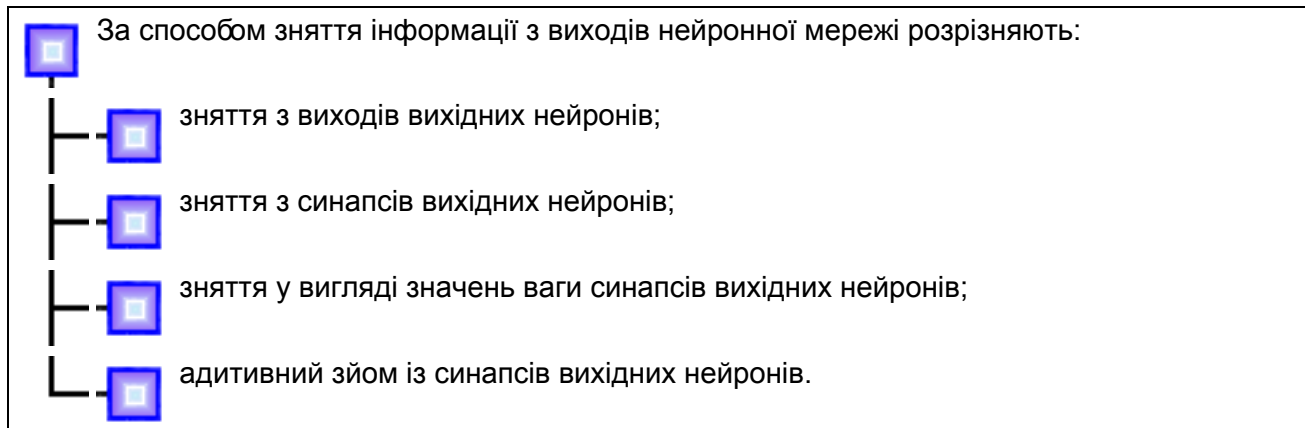 За способом зняття інформації з виходів нейронної мережі розрізняють:
зняття з виходів вихідних нейронів;
зняття з синапсів вихідних нейронів;
зняття у вигляді значень ваги синапсів вихідних нейронів;
адитивний зйом із синапсів вихідних нейронів.